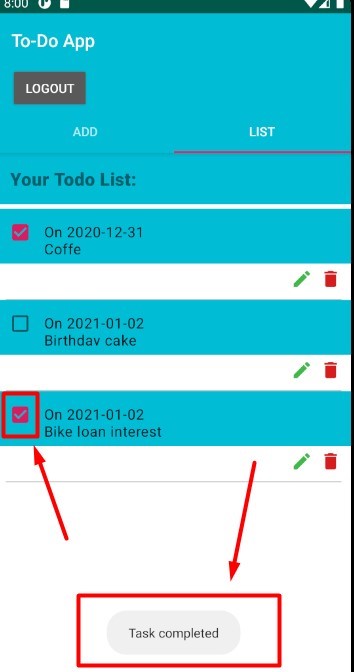 8:00
To-Do App
LOGOUT
ADD
LIST
Your Todo List:
On 2020-12-31
Coffe
On 2021-01-02
Birthday cake
On 2021-01-02
Bike loan interest
Task completed